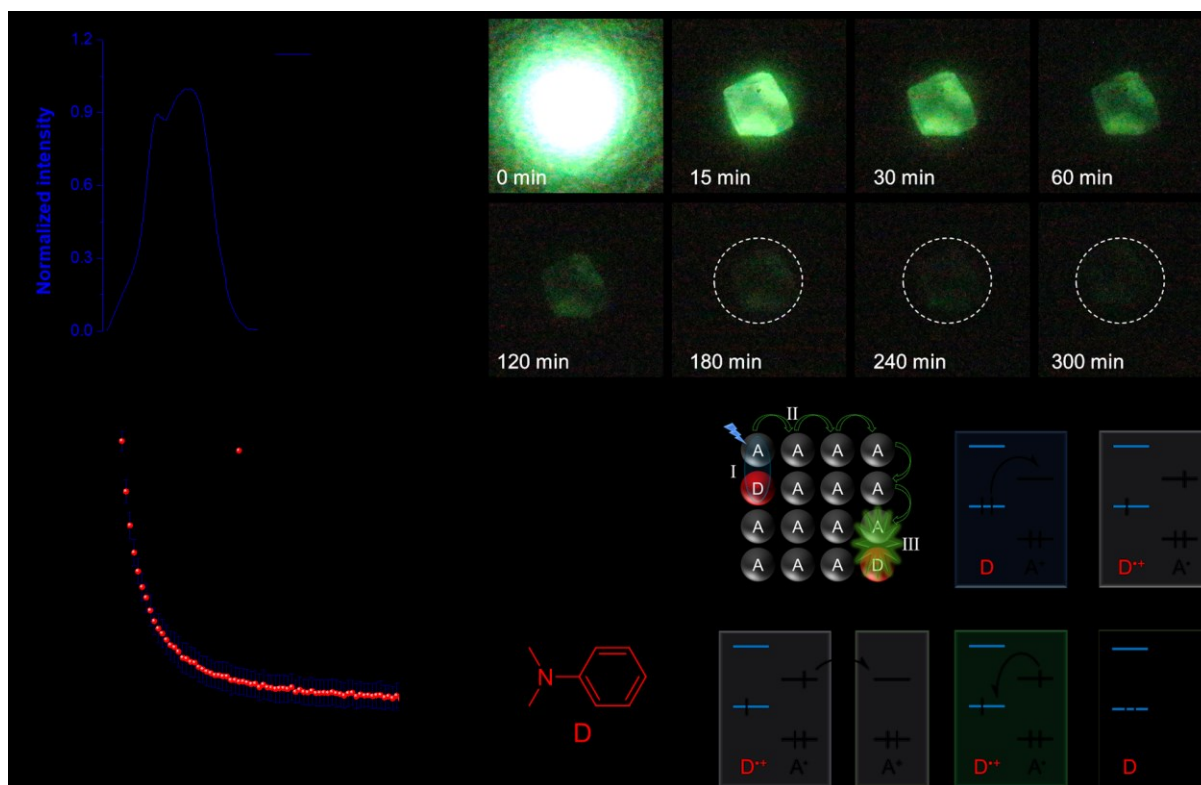 1.2
0.9
0.6
0.3
0.0
Normalized intensity
0 min
15 min
30 min
60 min
120 min
180 min
240 min
300 min
II
I
III
A A A A
D A A A
A A A A
A A A D
D A*
D•+ A•
N
D
D•+ A•
A*
D•+ A•
D